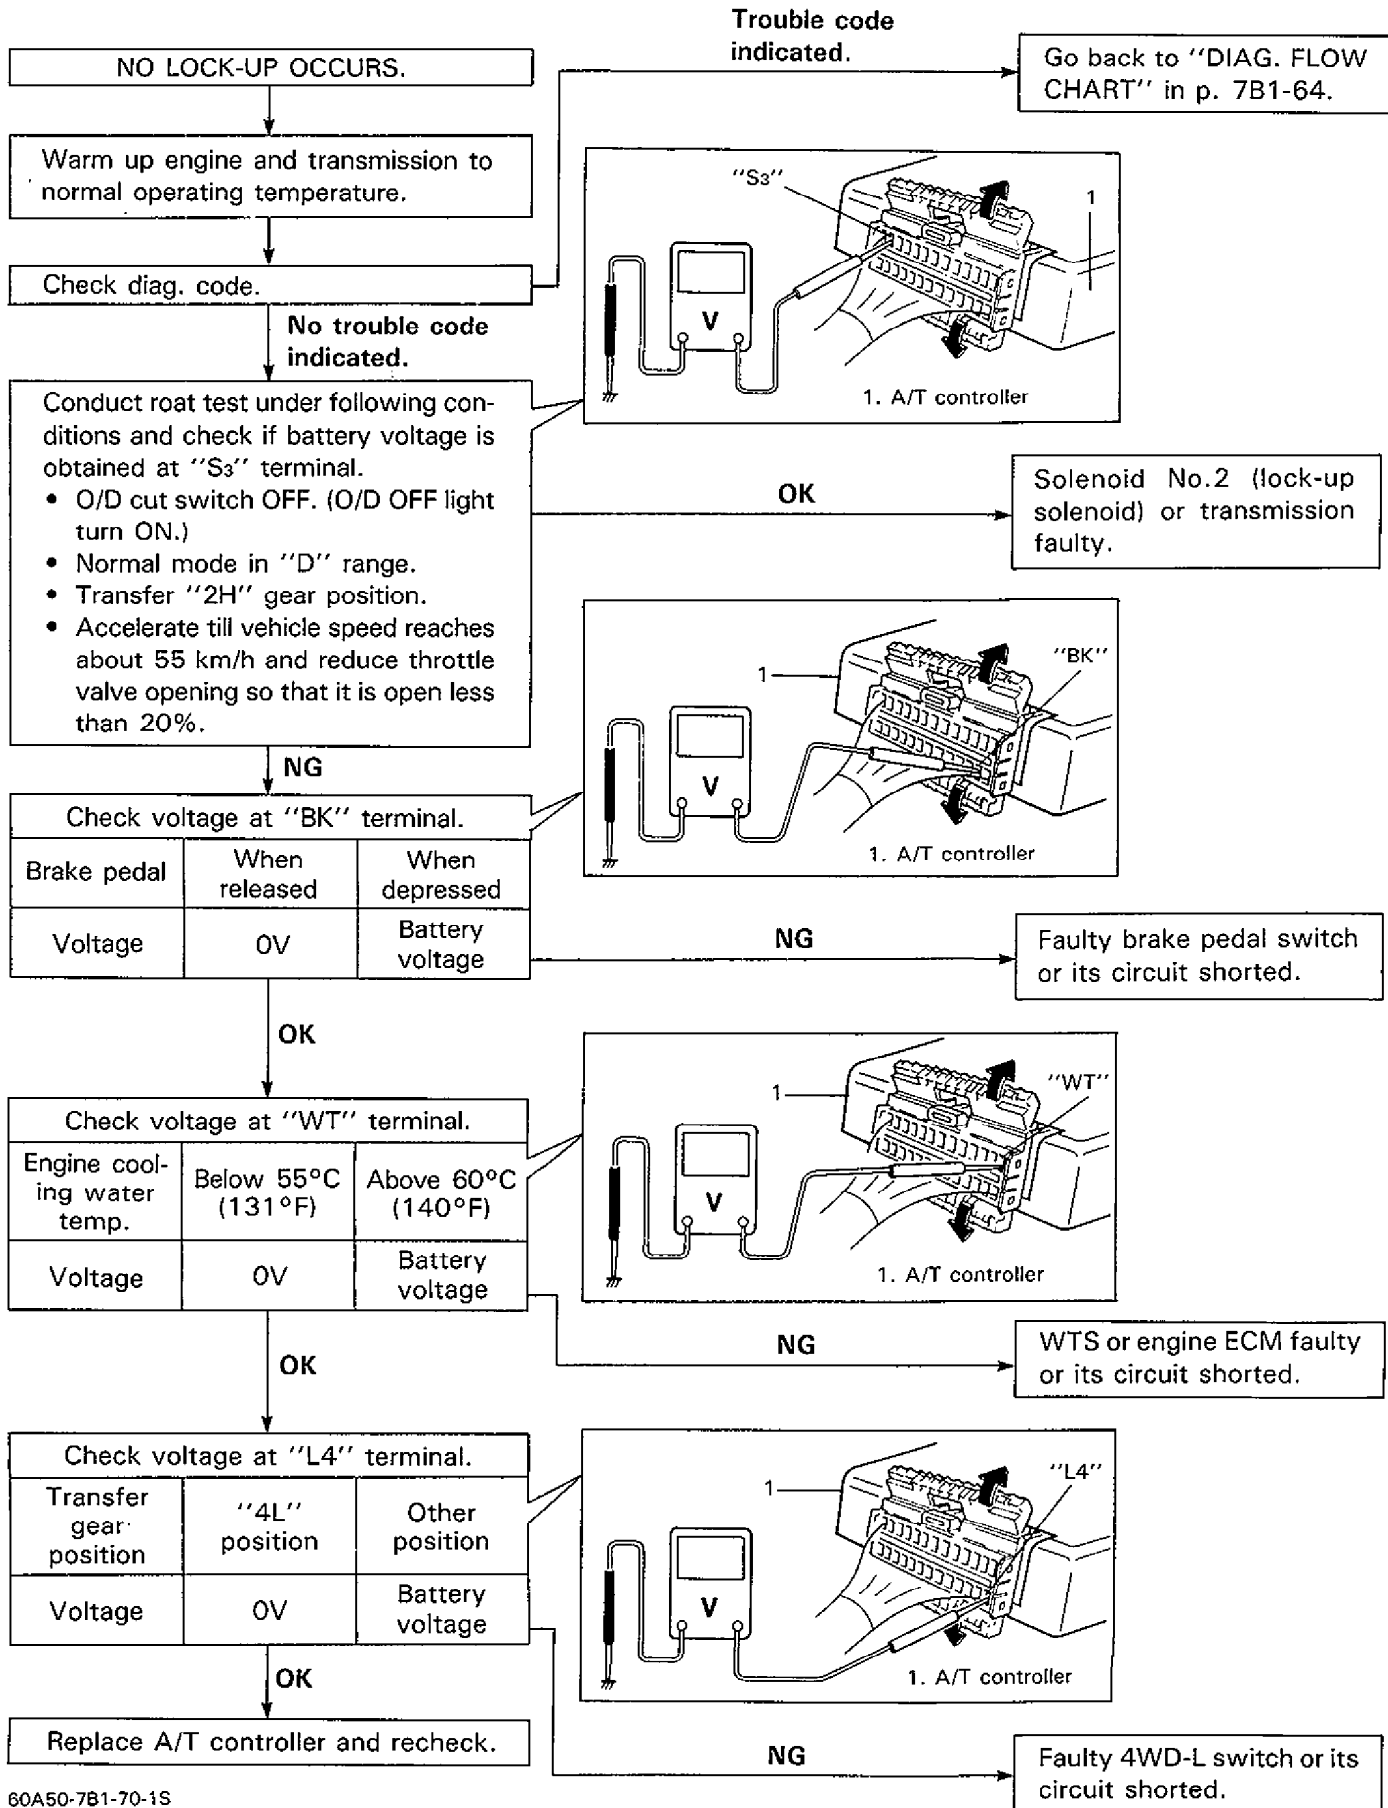 Trouble code
indicated.
NO LOCK-UP OCCURS.
Go back to ''DIAG. FLOW
CHART'' in p. 7B1-64.
Warm up engine and transmission to
normal operating temperature.
Check diag. code.
No trouble code
indicated.
''S3''
1
V
1. A/T controller
Conduct roat test under following con-
ditions and check if battery voltage is
obtained at ''S3'' terminal.
• O/D cut switch OFF. (O/D OFF light
turn ON.)
• Normal mode in ''D'' range.
• Transfer ''2H'' gear position.
• Accelerate till vehicle speed reaches
about 55 km/h and reduce throttle
valve opening so that it is open less
than 20%.
OK
Solenoid No.2 (lock-up
solenoid) or transmission
faulty.
NG
''BK''
1
V
1. A/T controller
Check voltage at ''BK'' terminal.
Brake pedal
When
released
When
depressed
Voltage
0V
Battery
voltage
NG
Faulty brake pedal switch
or its circuit shorted.
OK
''WT''
1
V
1. A/T controller
Check voltage at ''WT'' terminal.
Engine cool-
ing water
temp.
Below 55°C
(131°F)
Above 60°C
(140°F)
Voltage
0V
Battery
voltage
NG
WTS or engine ECM faulty
or its circuit shorted.
OK
''L4''
1
V
1. A/T controller
Check voltage at ''L4'' terminal.
Transfer
gear
position
''4L''
position
Other
position
Voltage
0V
Battery
voltage
OK
Replace A/T controller and recheck.
NG
Faulty 4WD-L switch or its
circuit shorted.
60A50-7B1-70-1S